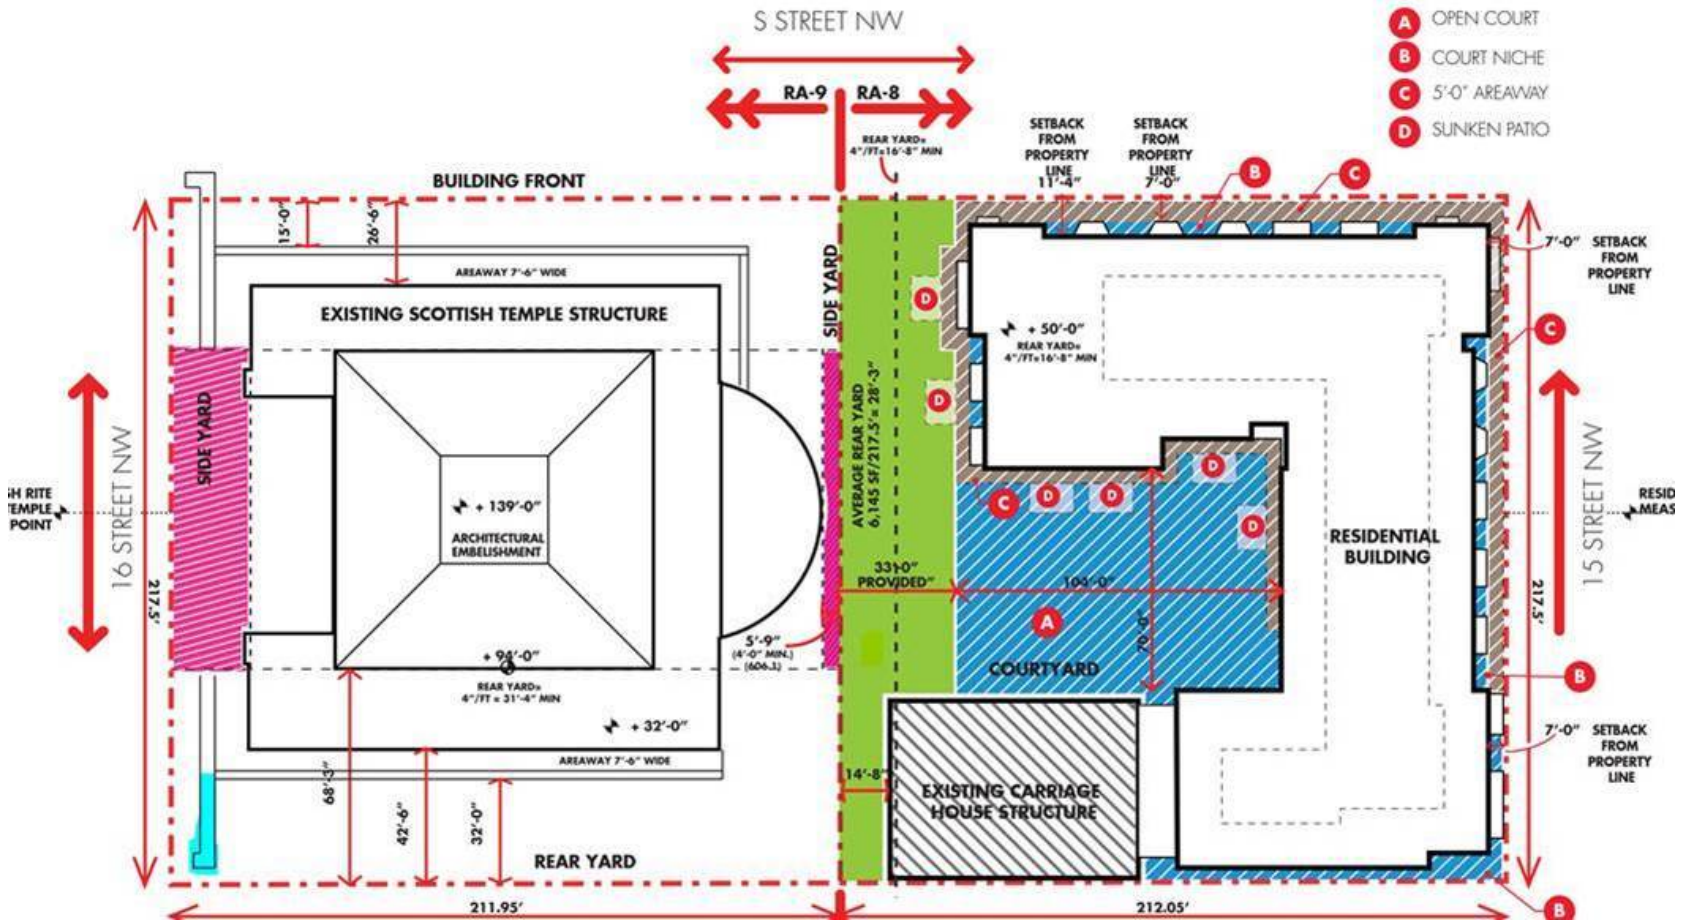 S STREET NW
A OPEN COURT
B COURT NICHE
C 5'-0" AREAWAY
D SUNKEN PATIO
RA-9
RA-8
REAR YARD=
4"/FT=16'-8" MIN
SETBACK
FROM
PROPERTY
LINE
11'-4"
SETBACK
FROM
PROPERTY
LINE
7'-0"
B
C
BUILDING FRONT
15'-0"
26'-6"
AREAWAY 7'-6" WIDE
EXISTING SCOTTISH TEMPLE STRUCTURE
SIDE YARD
D
+ 50'-0"
REAR YARD=
4"/FT=16'-8" MIN
7'-0" SETBACK
FROM
PROPERTY
LINE
C
D
SIDE YARD
16 STREET NW
H RITE
EMPLE
POINT
217.5'
+ 139'-0"
ARCHITECTURAL
EMBELISHMENT
AVERAGE REAR YARD
6,145 SF/217.5'= 28'-3"
C
D
D
D
D
RESIDENTIAL
BUILDING
15 STREET NW
RESID
MEAS
217.5'
33'-0"
PROVIDED"
104'-0"
70'-0"
A
COURTYARD
5'-9"
(4'-0" MIN.)
(606.1)
+ 94'-0"
REAR YARD=
4"/FT = 31'-4" MIN
+ 32'-0"
AREAWAY 7'-6" WIDE
B
7'-0" SETBACK
FROM
PROPERTY
LINE
68'-3"
42'-6"
32'-0"
14'-8"
EXISTING CARRIAGE
HOUSE STRUCTURE
REAR YARD
211.95'
212.05'
B